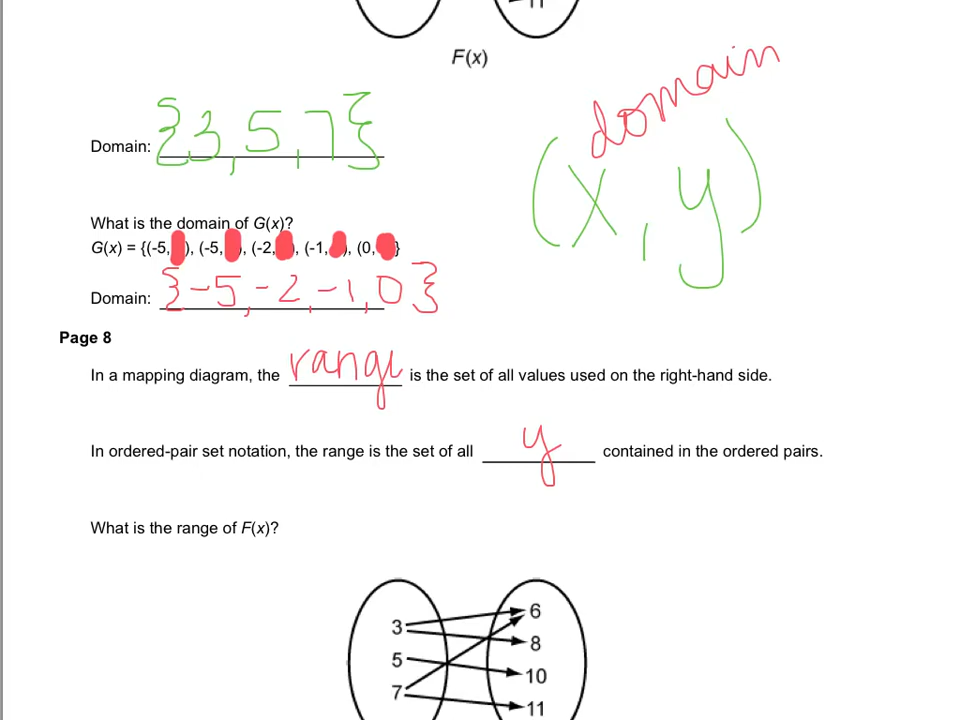 F(x)
domain
Domain: {3, 5, 7}
(x, y)
What is the domain of G(x)?
G(x) = {(-5, ), (-5, ), (-2, ), (-1, ), (0, )}
Domain: {-5, -2, -1, 0}
Page 8
In a mapping diagram, the range is the set of all values used on the right-hand side.
In ordered-pair set notation, the range is the set of all y contained in the ordered pairs.
What is the range of F(x)?
3 6
8
5 10
7 11